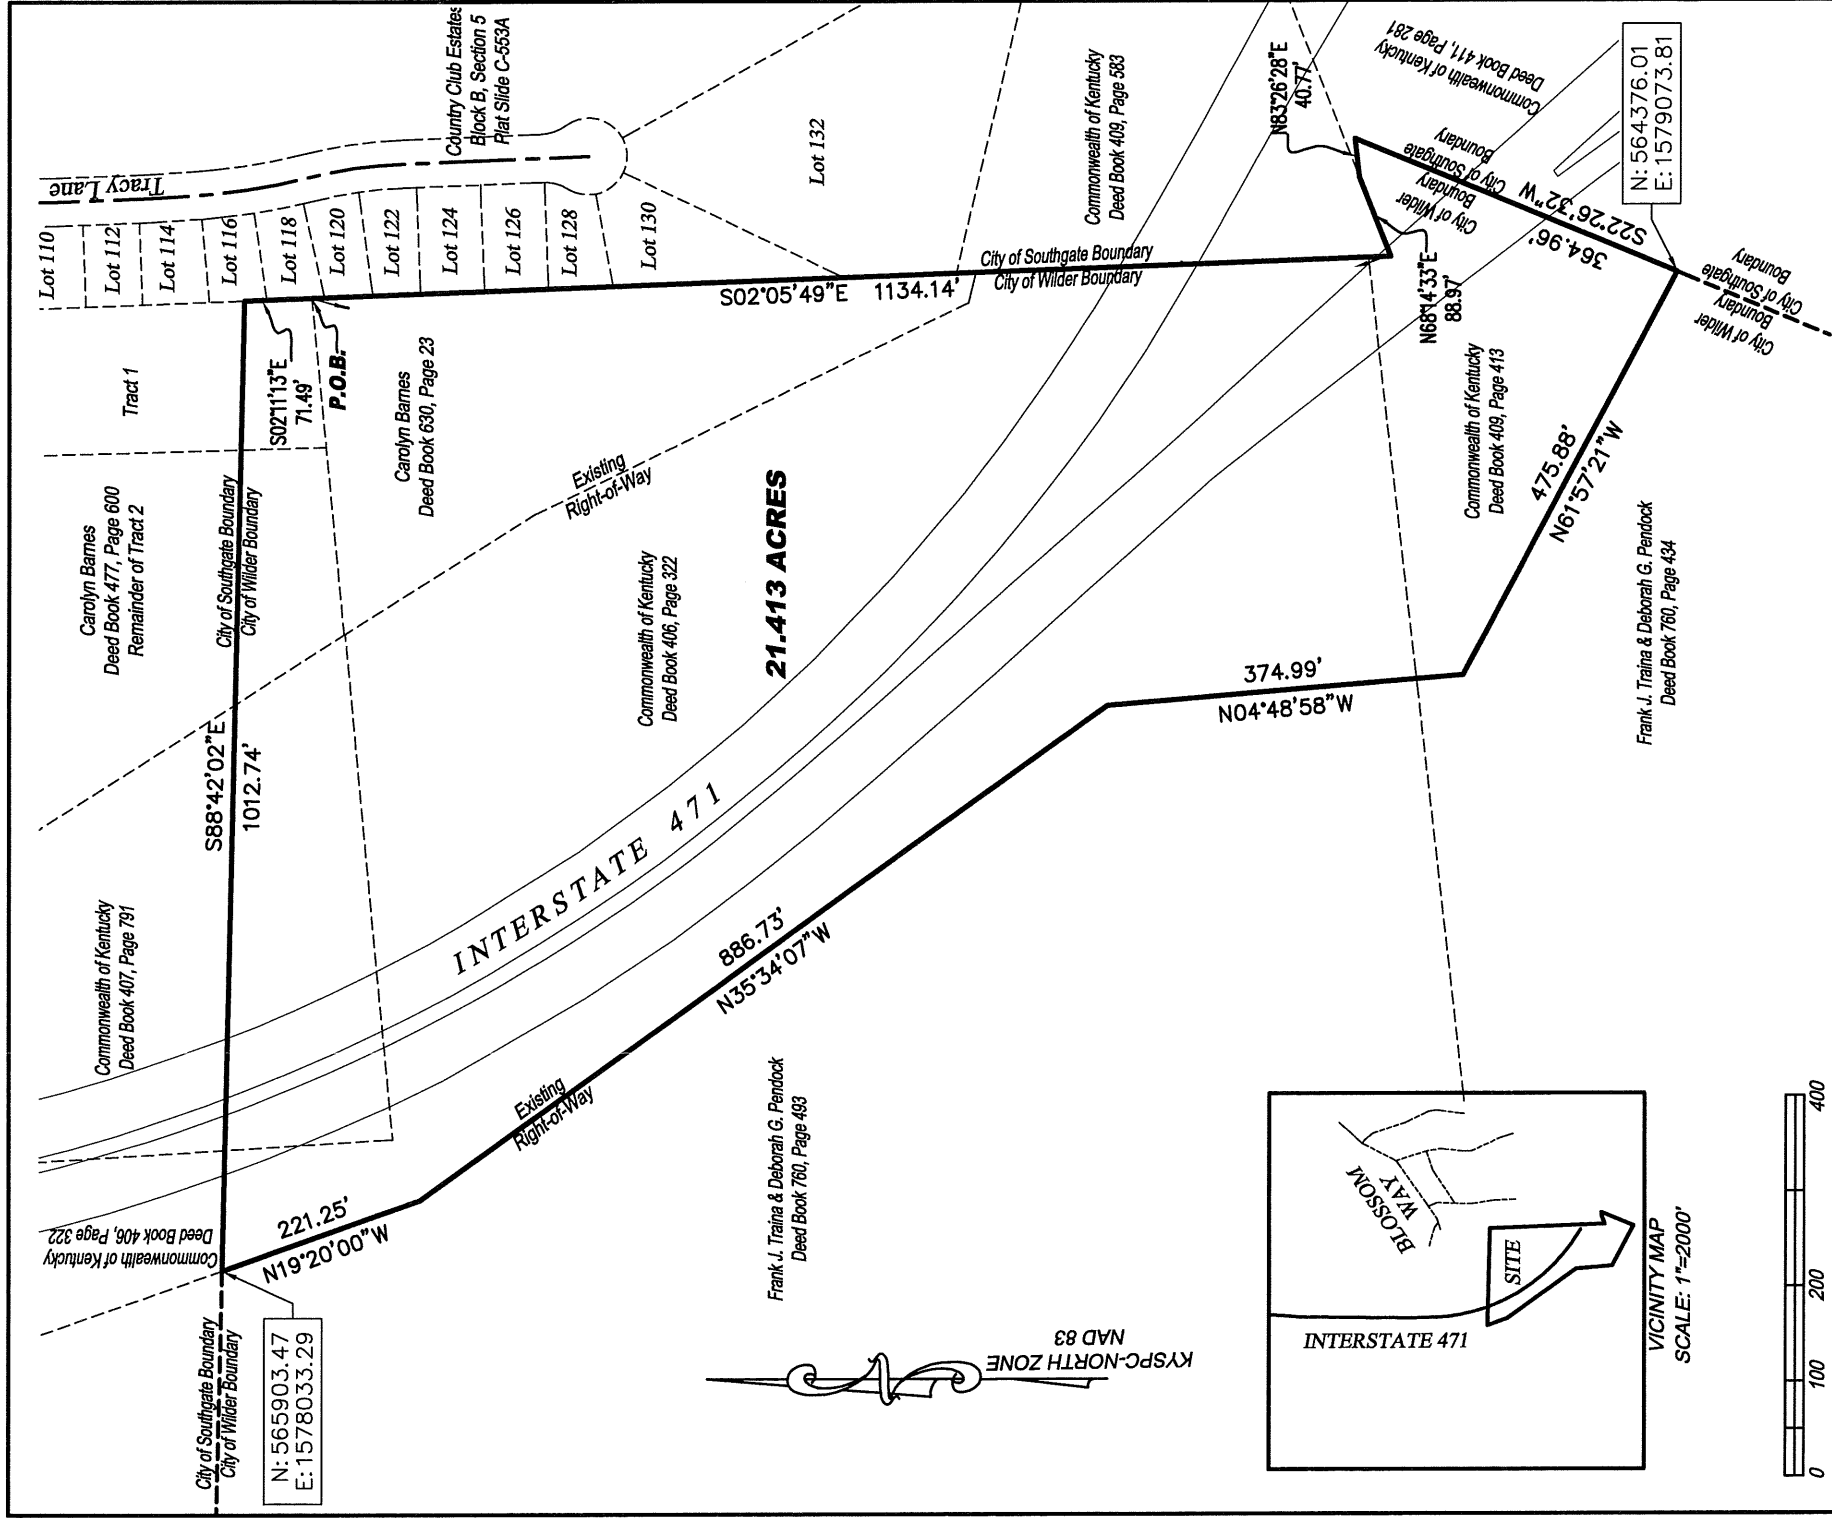 Tracy Lane
Country Club Estates
Block B, Section 5
Plat Slide C-553A
Lot 110
Lot 112
Lot 114
Lot 116
Lot 118
Lot 120
Lot 122
Lot 124
Lot 126
Lot 128
Lot 130
Lot 132
Tract 1
Carolyn Barnes
Deed Book 477, Page 600
Remainder of Tract 2
Commonwealth of Kentucky
Deed Book 407, Page 791
Commonwealth of Kentucky
Deed Book 406, Page 322
City of Southgate Boundary
City of Wilder Boundary
N: 565903.47
E: 1578033.29
S88°42'02"E
1012.74'
City of Southgate Boundary
City of Wilder Boundary
S02°11'13"E
71.49'
P.O.B.
Carolyn Barnes
Deed Book 630, Page 23
Existing
Right-of-Way
S02°05'49"E 1134.14'
City of Southgate Boundary
City of Wilder Boundary
Commonwealth of Kentucky
Deed Book 409, Page 583
Commonwealth of Kentucky
Deed Book 406, Page 322
21.413 ACRES
INTERSTATE 471
221.25'
N19°20'00"W
Existing
Right-of-Way
886.73'
N35°34'07"W
374.99'
N04°48'58"W
475.88'
N61°57'21"W
Commonwealth of Kentucky
Deed Book 409, Page 413
N68°14'33"E
88.97'
N83°26'28"E
40.77'
Commonwealth of Kentucky
Deed Book 411, Page 281
City of Southgate
Boundary
City of Wilder
Boundary
S22°26'32"W
364.96'
N: 564376.01
E: 1579073.81
City of Southgate
Boundary
City of Wilder
Boundary
Frank J. Traina & Deborah G. Pendock
Deed Book 760, Page 434
Frank J. Traina & Deborah G. Pendock
Deed Book 760, Page 493
KYSPC-NORTH ZONE
NAD 83
BLOSSOM
WAY
SITE
INTERSTATE 471
VICINITY MAP
SCALE: 1"=2000'
0 100 200 400